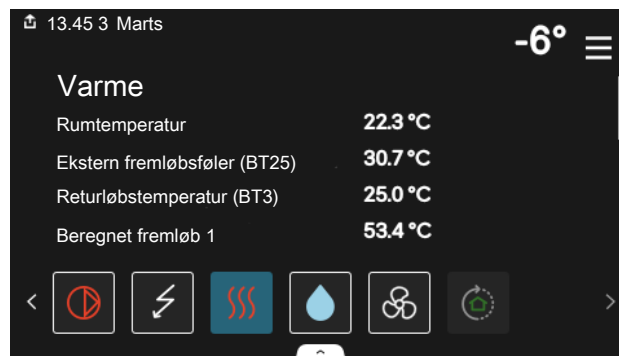 13.45 3 Marts
-6°
Varme
Rumtemperatur 22.3 °C
Ekstern fremløbsføler (BT25) 30.7 °C
Returløbstemperatur (BT3) 25.0 °C
Beregnet fremløb 1 53.4 °C